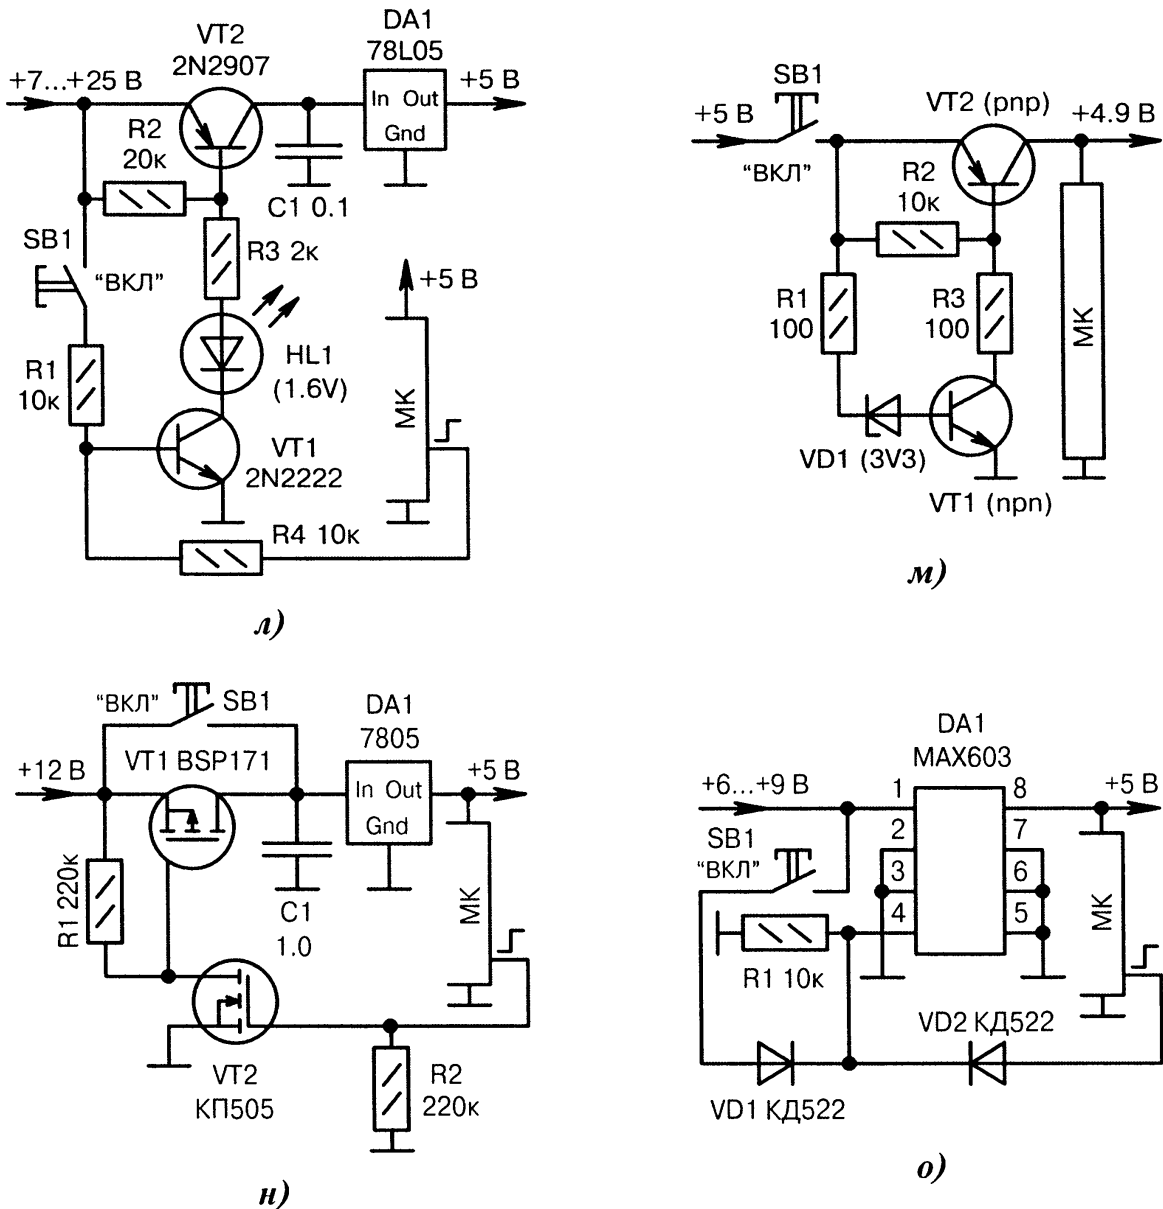 DA1
78L05
VT2
2N2907
+7...+25 В
In Out
Gnd
+5 В
R2
20к
C1 0.1
SB1
“ВКЛ”
R3 2к
+5 В
R1
10к
HL1
(1.6V)
МК
VT1
2N2222
R4 10к
л)
SB1
+5 В
“ВКЛ”
VT2 (pnp)
+4.9 В
R2
10к
R1
100
R3
100
МК
VD1 (3V3)
VT1 (npn)
м)
“ВКЛ”
SB1
DA1
7805
VT1 BSP171
+12 В
In Out
Gnd
+5 В
R1 220к
C1
1.0
МК
VT2
КП505
R2
220к
н)
DA1
MAX603
+6...+9 В
1
8
+5 В
SB1
“ВКЛ”
2
7
3
6
4
5
МК
R1 10к
VD2 КД522
VD1 КД522
о)